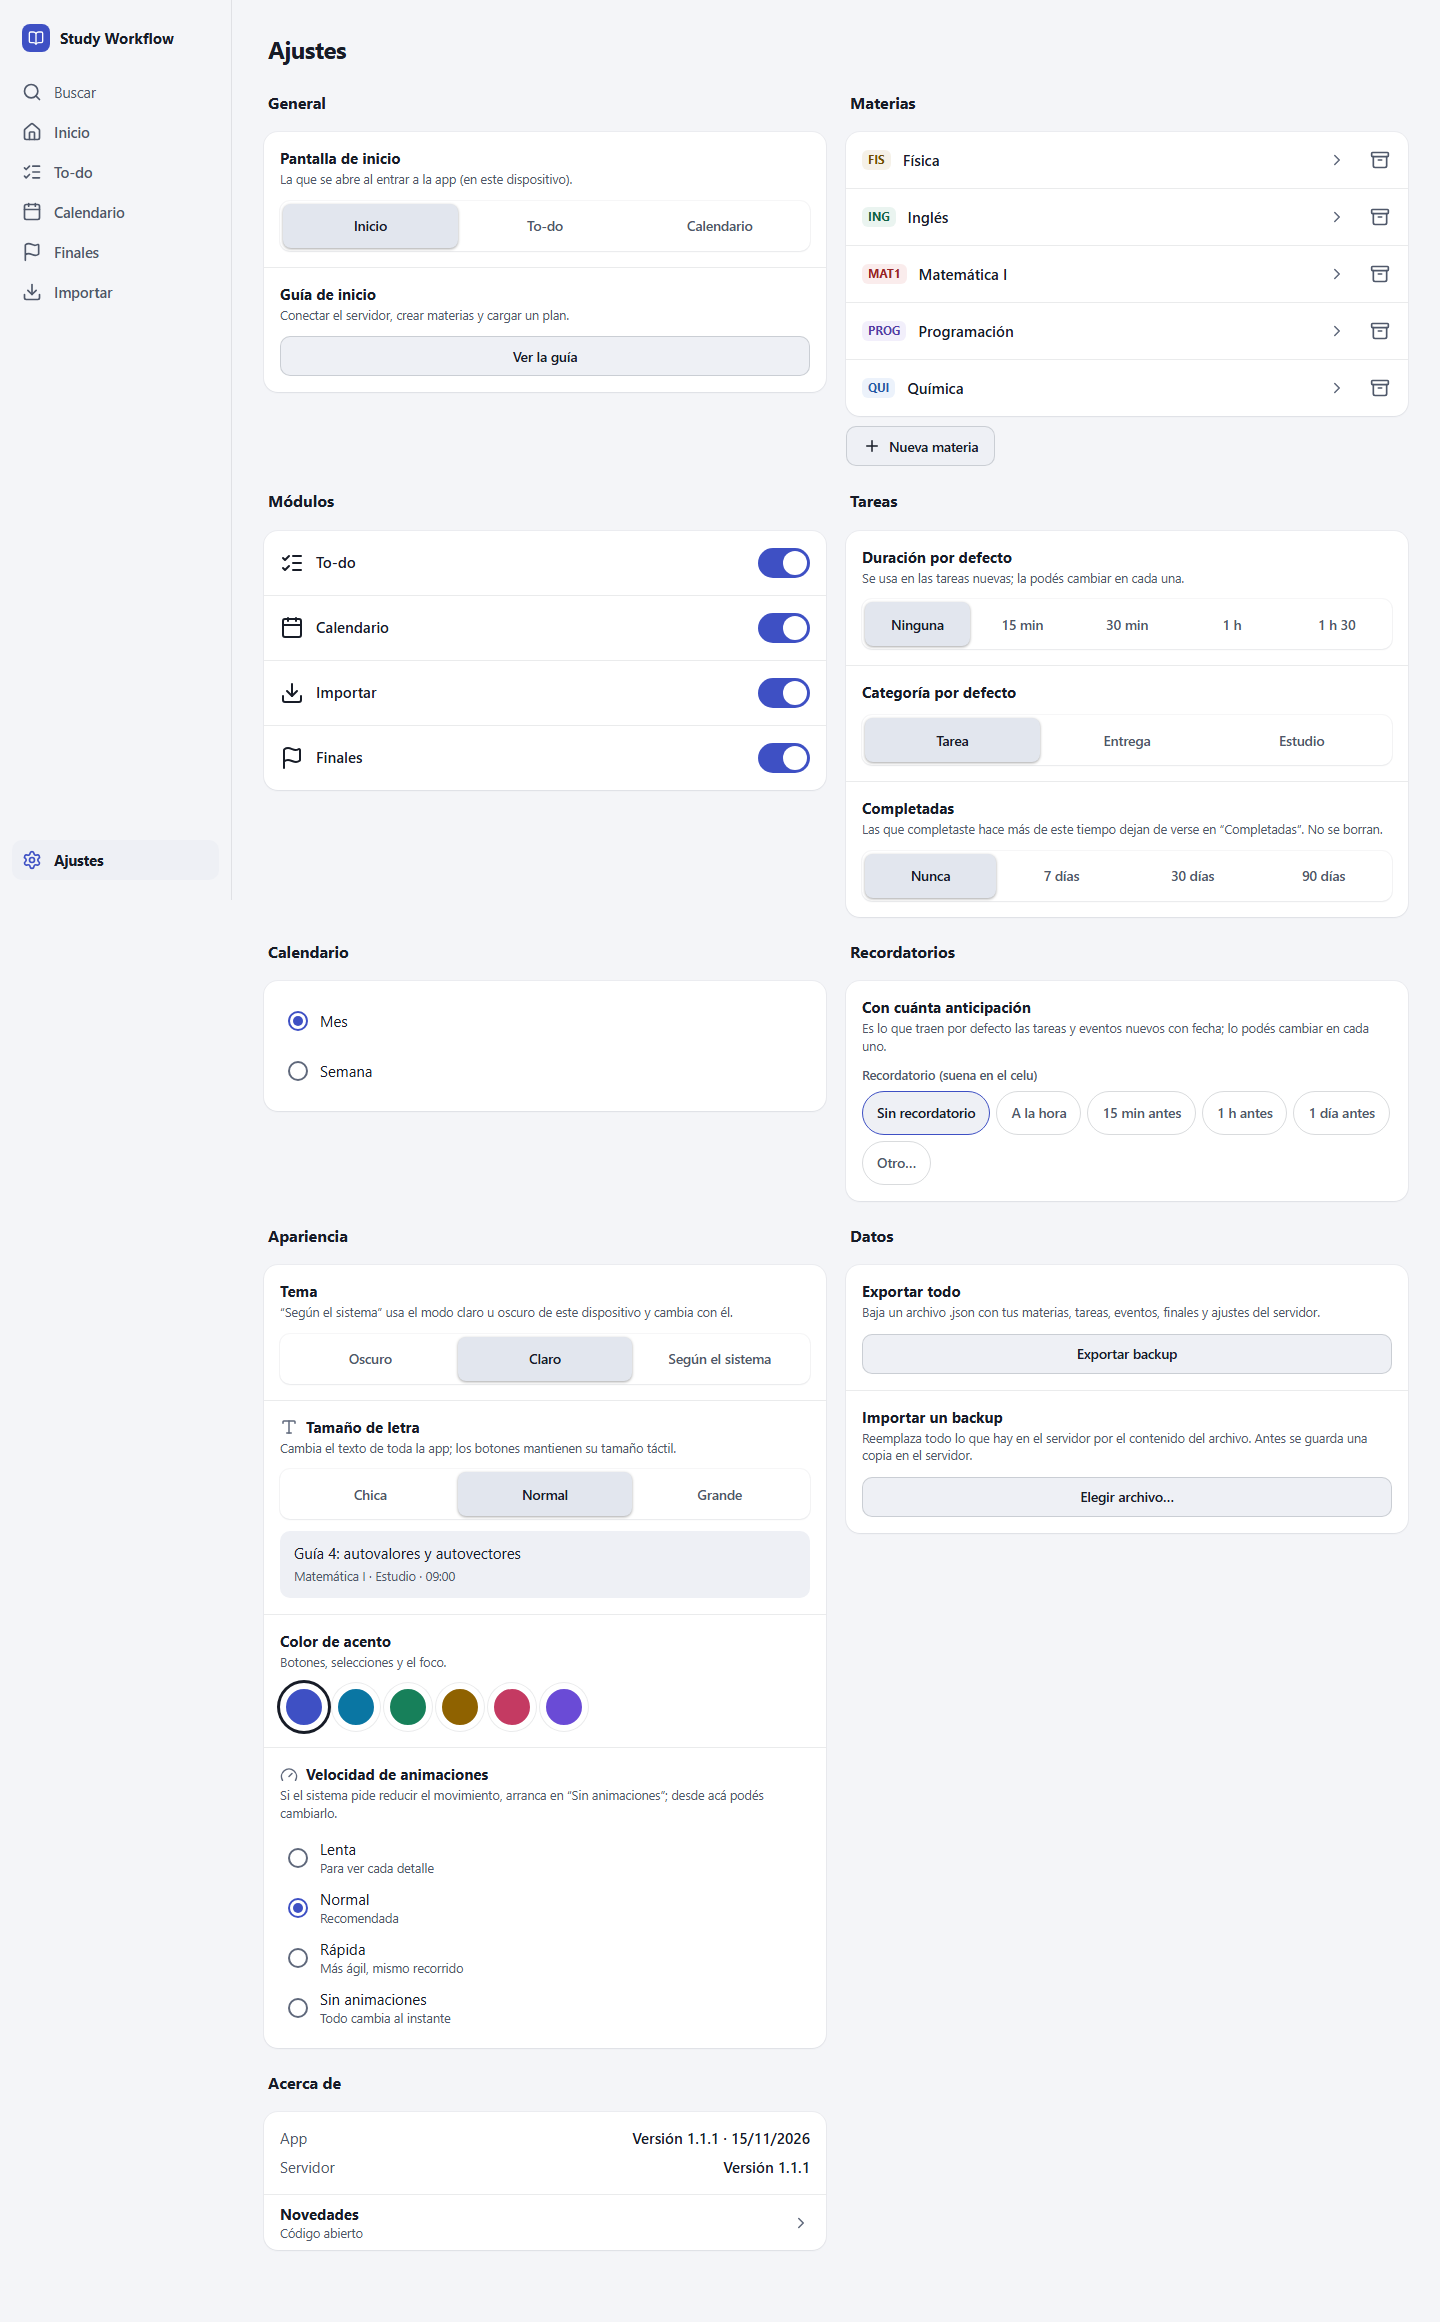 Study Workflow
Buscar
Inicio
To-do
Calendario
Finales
Importar
Ajustes
Ajustes
General
Pantalla de inicio
La que se abre al entrar a la app (en este dispositivo).
Inicio
To-do
Calendario
Guía de inicio
Conectar el servidor, crear materias y cargar un plan.
Ver la guía
Materias
FIS Física
ING Inglés
MAT1 Matemática I
PROG Programación
QUI Química
Nueva materia
Módulos
To-do
Calendario
Importar
Finales
Tareas
Duración por defecto
Se usa en las tareas nuevas; la podés cambiar en cada una.
Ninguna
15 min
30 min
1 h
1 h 30
Categoría por defecto
Tarea
Entrega
Estudio
Completadas
Las que completaste hace más de este tiempo dejan de verse en “Completadas”. No se borran.
Nunca
7 días
30 días
90 días
Calendario
Mes
Semana
Recordatorios
Con cuánta anticipación
Es lo que traen por defecto las tareas y eventos nuevos con fecha; lo podés cambiar en cada
uno.
Recordatorio (suena en el celu)
Sin recordatorio
A la hora
15 min antes
1 h antes
1 día antes
Otro...
Apariencia
Tema
“Según el sistema” usa el modo claro u oscuro de este dispositivo y cambia con él.
Oscuro
Claro
Según el sistema
Tamaño de letra
Cambia el texto de toda la app; los botones mantienen su tamaño táctil.
Chica
Normal
Grande
Guía 4: autovalores y autovectores
Matemática I · Estudio · 09:00
Color de acento
Botones, selecciones y el foco.
Velocidad de animaciones
Si el sistema pide reducir el movimiento, arranca en “Sin animaciones”; desde acá podés
cambiarlo.
Lenta
Para ver cada detalle
Normal
Recomendada
Rápida
Más ágil, mismo recorrido
Sin animaciones
Todo cambia al instante
Datos
Exportar todo
Baja un archivo .json con tus materias, tareas, eventos, finales y ajustes del servidor.
Exportar backup
Importar un backup
Reemplaza todo lo que hay en el servidor por el contenido del archivo. Antes se guarda una
copia en el servidor.
Elegir archivo...
Acerca de
App Versión 1.1.1 · 15/11/2026
Servidor Versión 1.1.1
Novedades
Código abierto